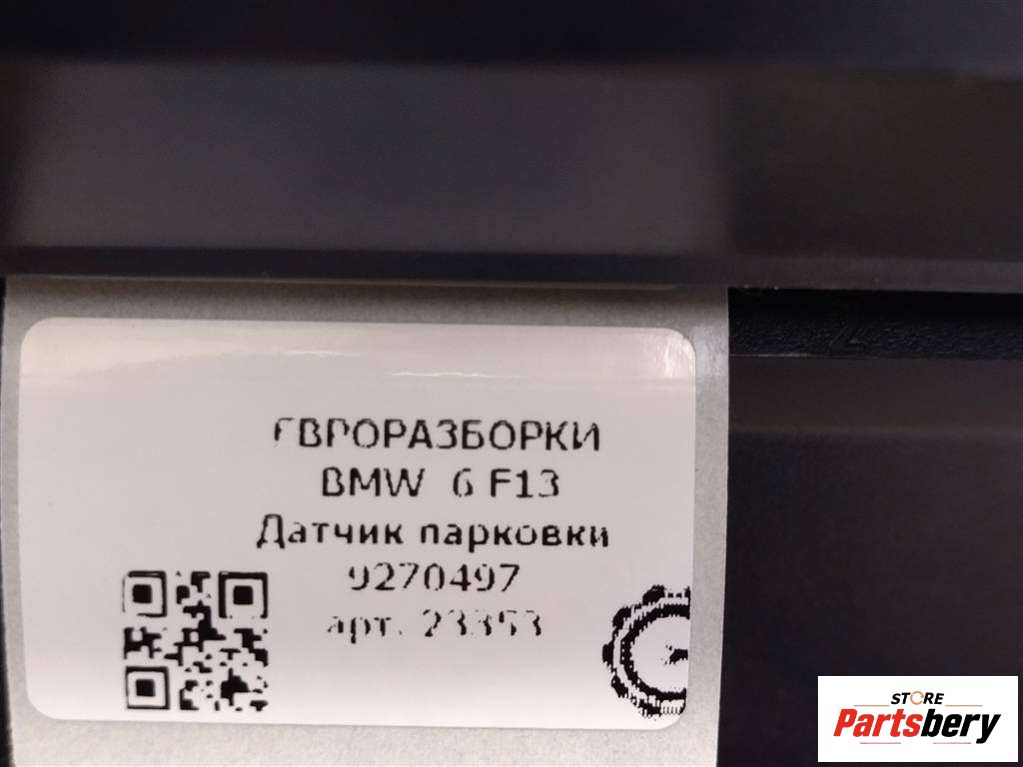 ЕВРОРАЗБОРКИ
BMW 6 F13
Датчик парковки
9270497
арт. 23353
STORE
Partsbery